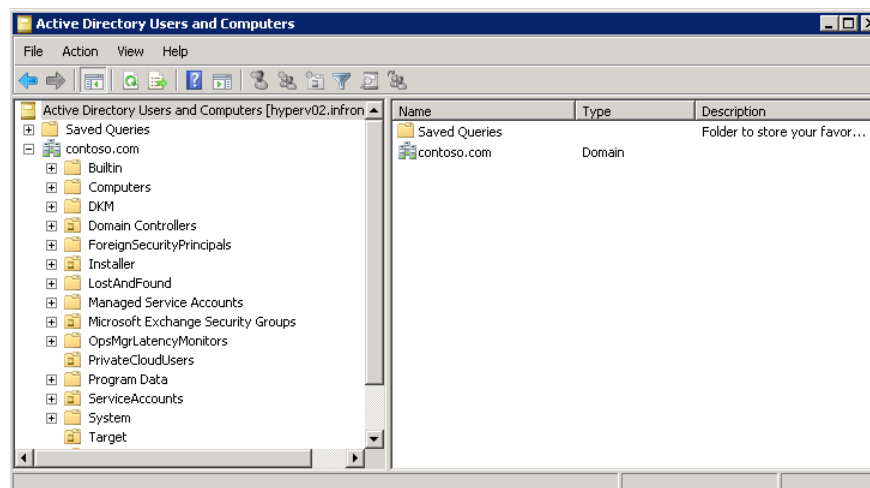 Active Directory Users and Computers
File Action View Help
Active Directory Users and Computers [hyperv02.infron
Saved Queries
contoso.com
Builtin
Computers
DKM
Domain Controllers
ForeignSecurityPrincipals
Installer
LostAndFound
Managed Service Accounts
Microsoft Exchange Security Groups
OpsMgrLatencyMonitors
PrivateCloudUsers
Program Data
ServiceAccounts
System
Target
Name Type Description
Saved Queries Folder to store your favor...
contoso.com Domain